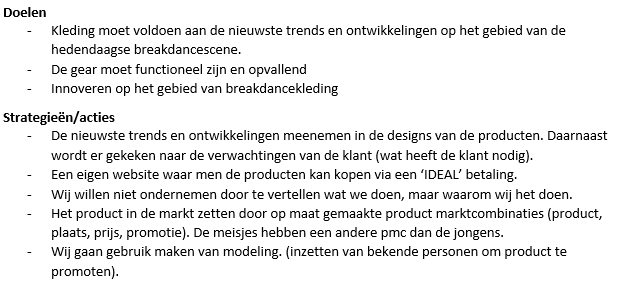 Doelen
- Kleding moet voldoen aan de nieuwste trends en ontwikkelingen op het gebied van de
hedendaagse breakdancescene.
- De gear moet functioneel zijn en opvallend
- Innoveren op het gebied van breakdancekleding
Strategieën/acties
- De nieuwste trends en ontwikkelingen meenemen in de designs van de producten. Daarnaast
wordt er gekeken naar de verwachtingen van de klant (wat heeft de klant nodig).
- Een eigen website waar men de producten kan kopen via een ‘IDEAL’ betaling.
- Wij willen niet ondernemen door te vertellen wat we doen, maar waarom wij het doen.
- Het product in de markt zetten door op maat gemaakte product marktcombinaties (product,
plaats, prijs, promotie). De meisjes hebben een andere pmc dan de jongens.
- Wij gaan gebruik maken van modeling. (inzetten van bekende personen om product te
promoten).